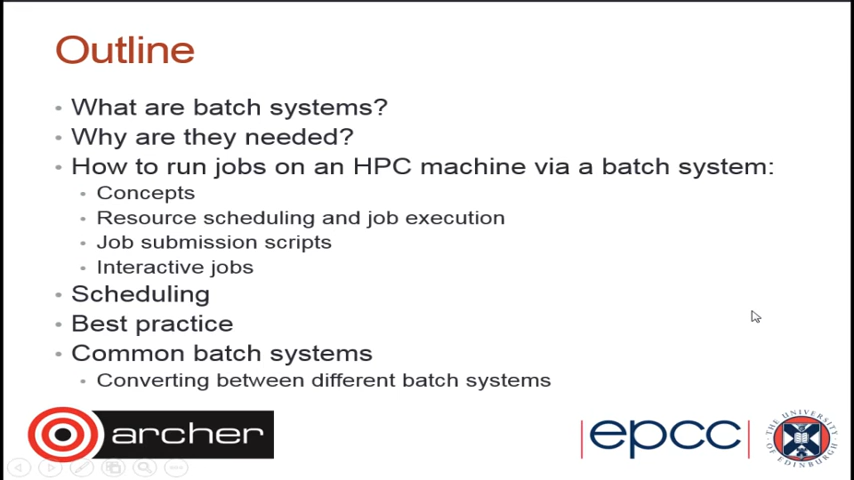 Outline
• What are batch systems?
• Why are they needed?
• How to run jobs on an HPC machine via a batch system:
• Concepts
• Resource scheduling and job execution
• Job submission scripts
• Interactive jobs
• Scheduling
• Best practice
• Common batch systems
• Converting between different batch systems
archer
epcc
THE UNIVERSITY OF EDINBURGH